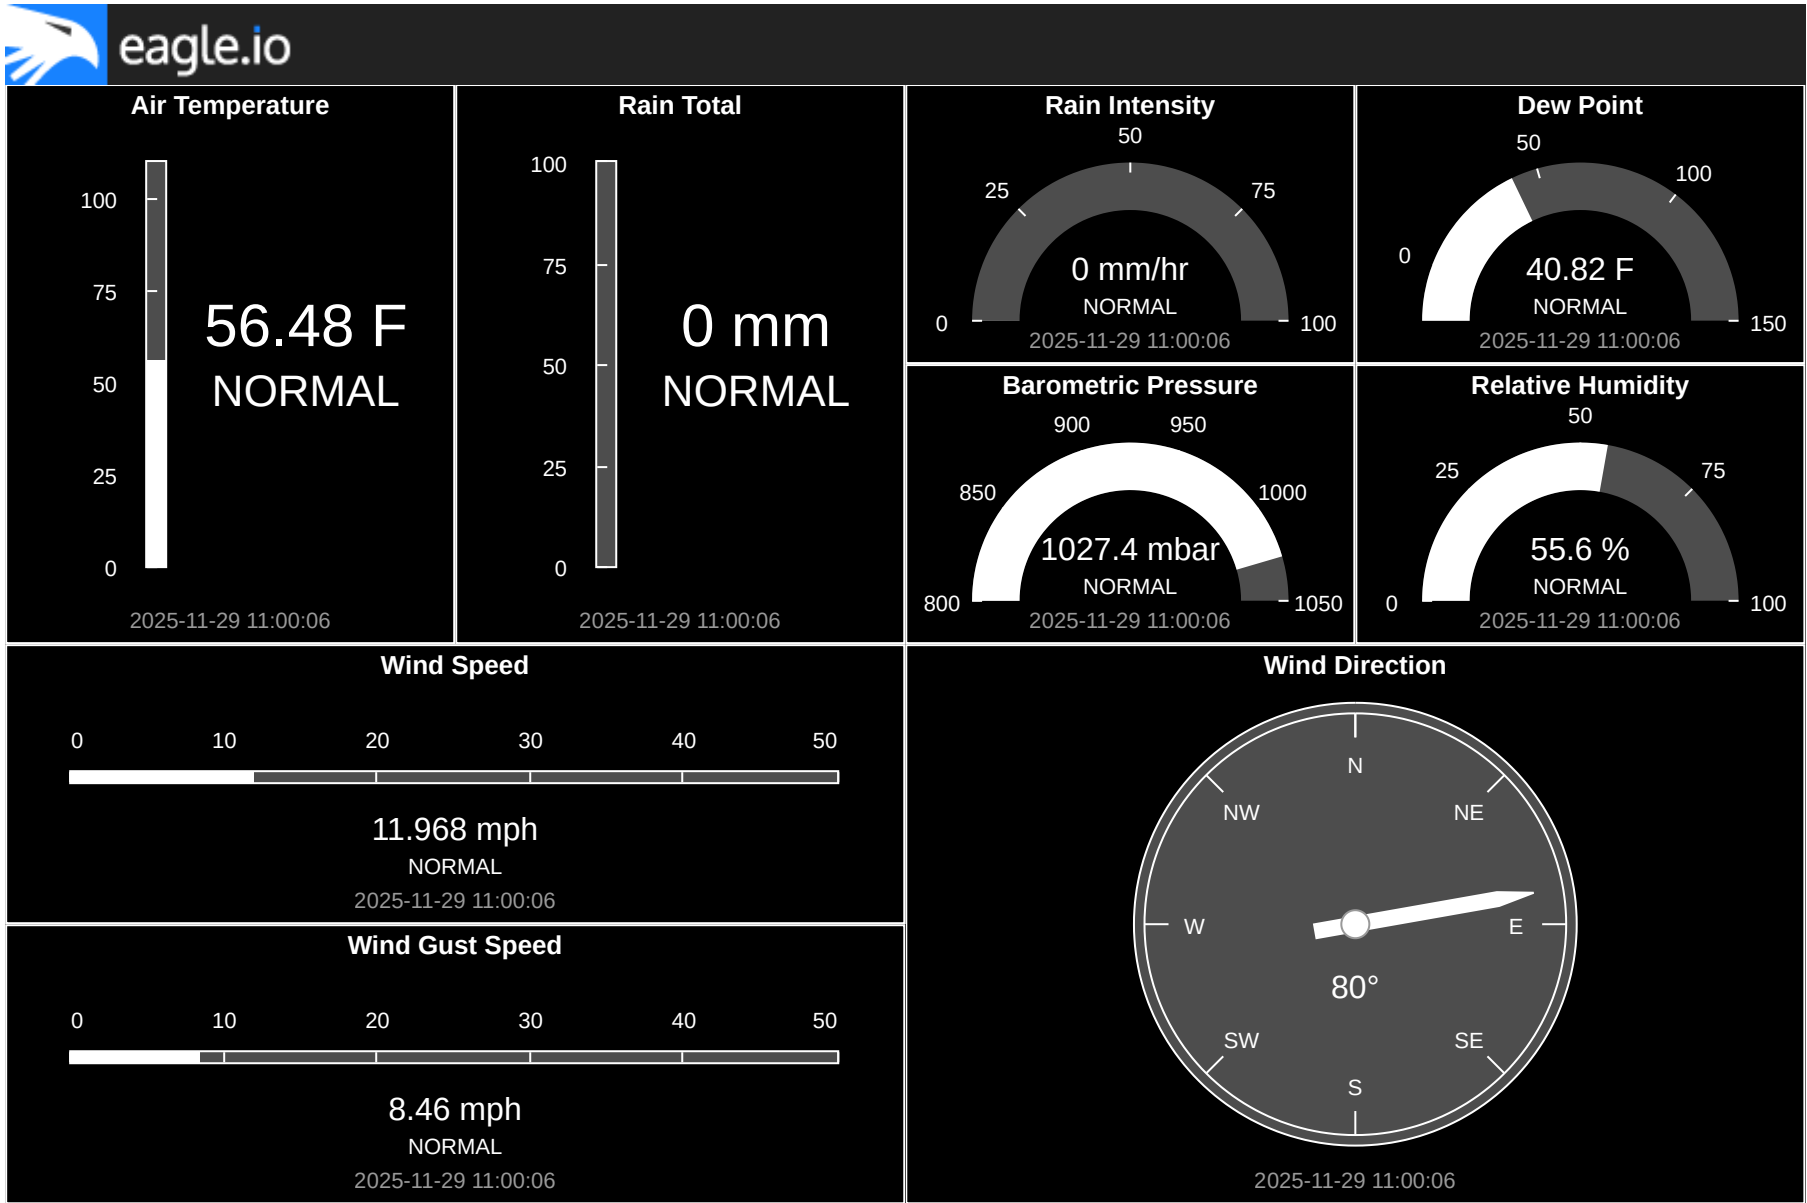 eagle.io
Air Temperature
100
75
50
25
0
56.48 F
NORMAL
2025-11-29 11:00:06
Rain Total
100
75
50
25
0
0 mm
NORMAL
2025-11-29 11:00:06
Rain Intensity
50
25
75
0
100
0 mm/hr
NORMAL
2025-11-29 11:00:06
Dew Point
50
100
0
150
40.82 F
NORMAL
2025-11-29 11:00:06
Barometric Pressure
900
950
850
1000
800
1050
1027.4 mbar
NORMAL
2025-11-29 11:00:06
Relative Humidity
50
25
75
0
100
55.6 %
NORMAL
2025-11-29 11:00:06
Wind Speed
0 10 20 30 40 50
11.968 mph
NORMAL
2025-11-29 11:00:06
Wind Gust Speed
0 10 20 30 40 50
8.46 mph
NORMAL
2025-11-29 11:00:06
Wind Direction
N
NW
NE
W
E
80°
SW
SE
S
2025-11-29 11:00:06